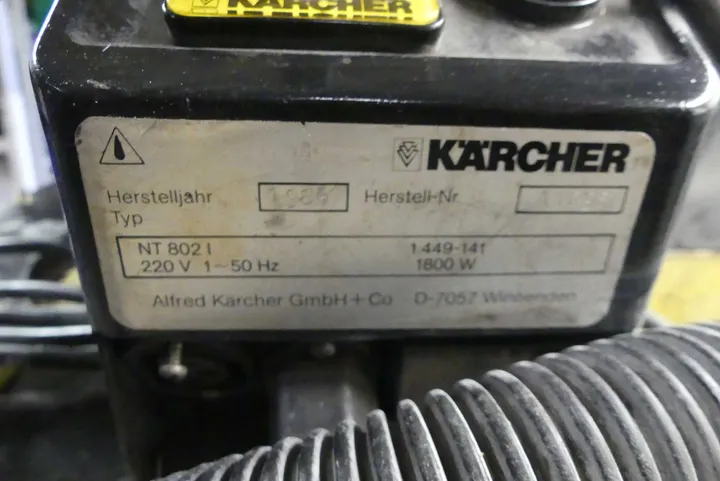 KÄRCHER
KÄRCHER
Herstelljahr Herstell-Nr.
Typ
NT 802 I 1.449-141
220 V 1~50 Hz 1800 W
Alfred Kärcher GmbH + Co D-7057 Winnenden